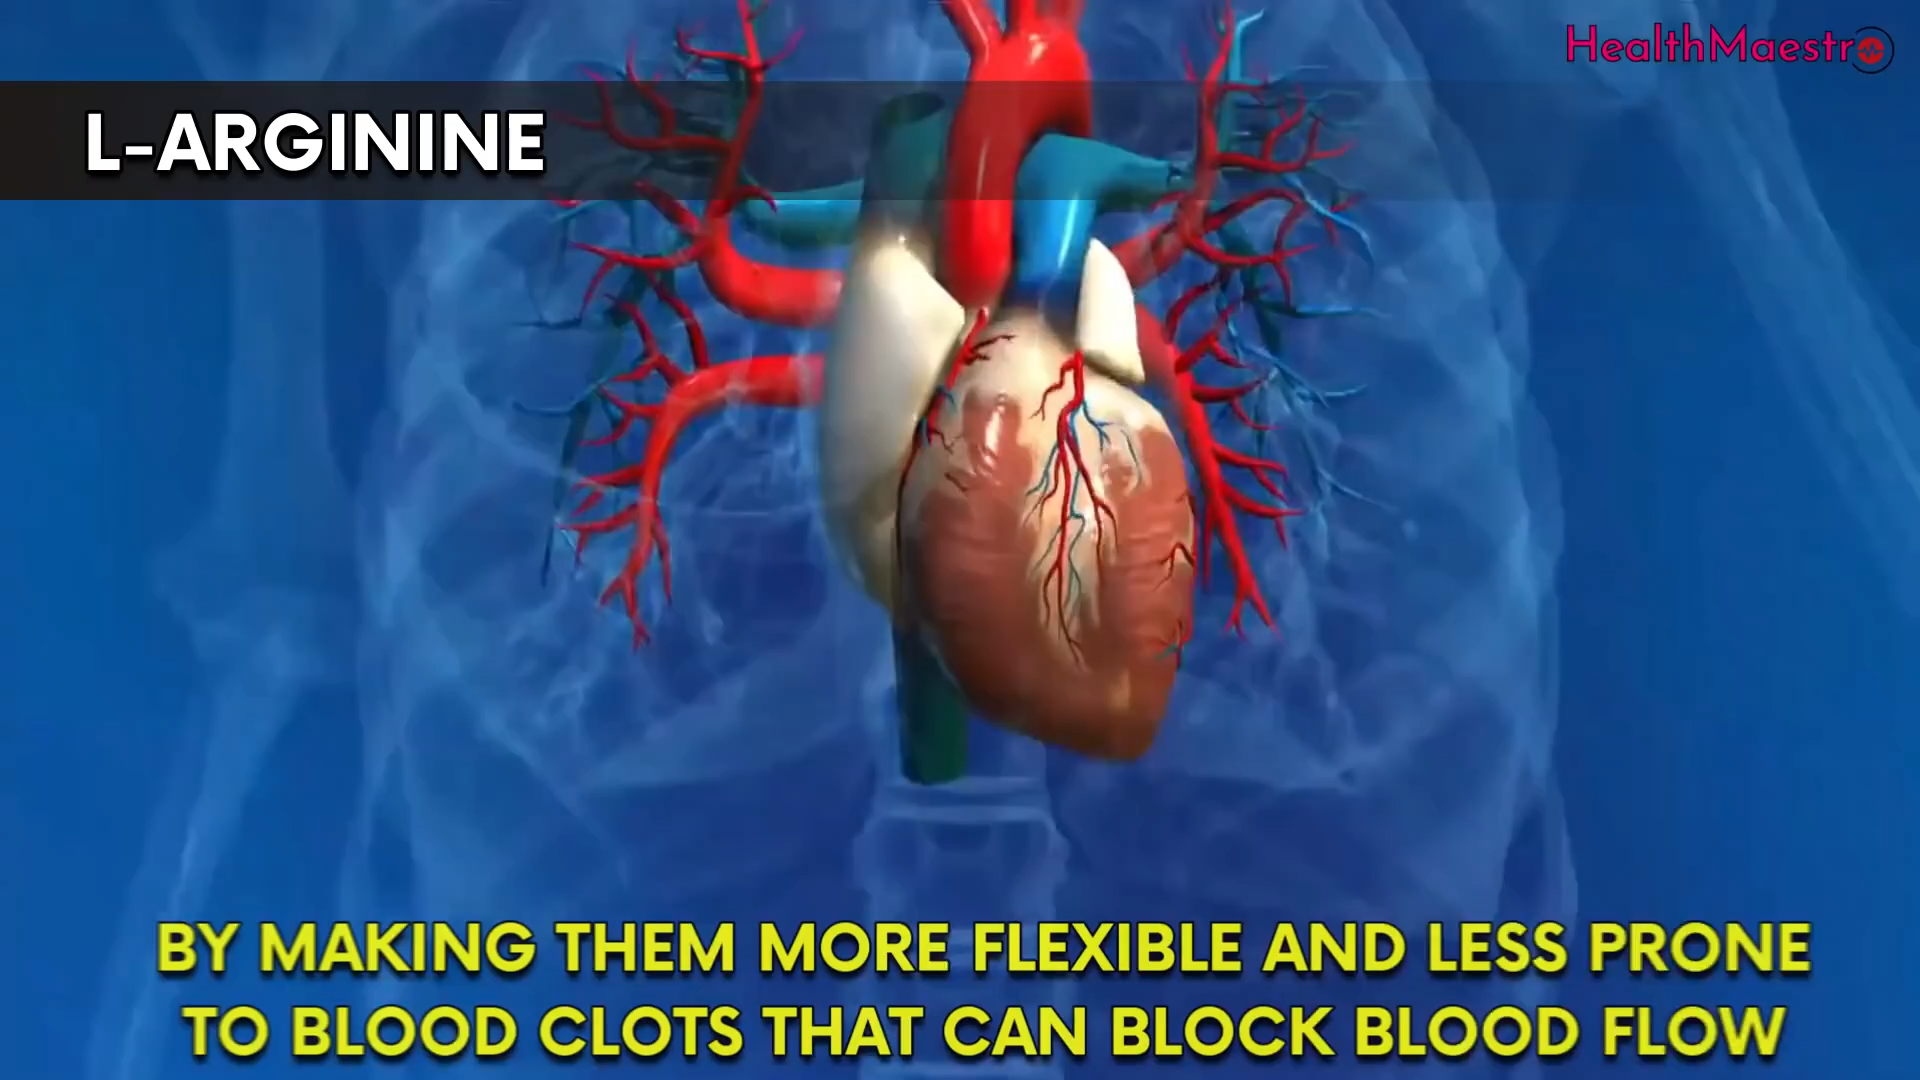 HealthMaestro
L-ARGININE
BY MAKING THEM MORE FLEXIBLE AND LESS PRONE
TO BLOOD CLOTS THAT CAN BLOCK BLOOD FLOW